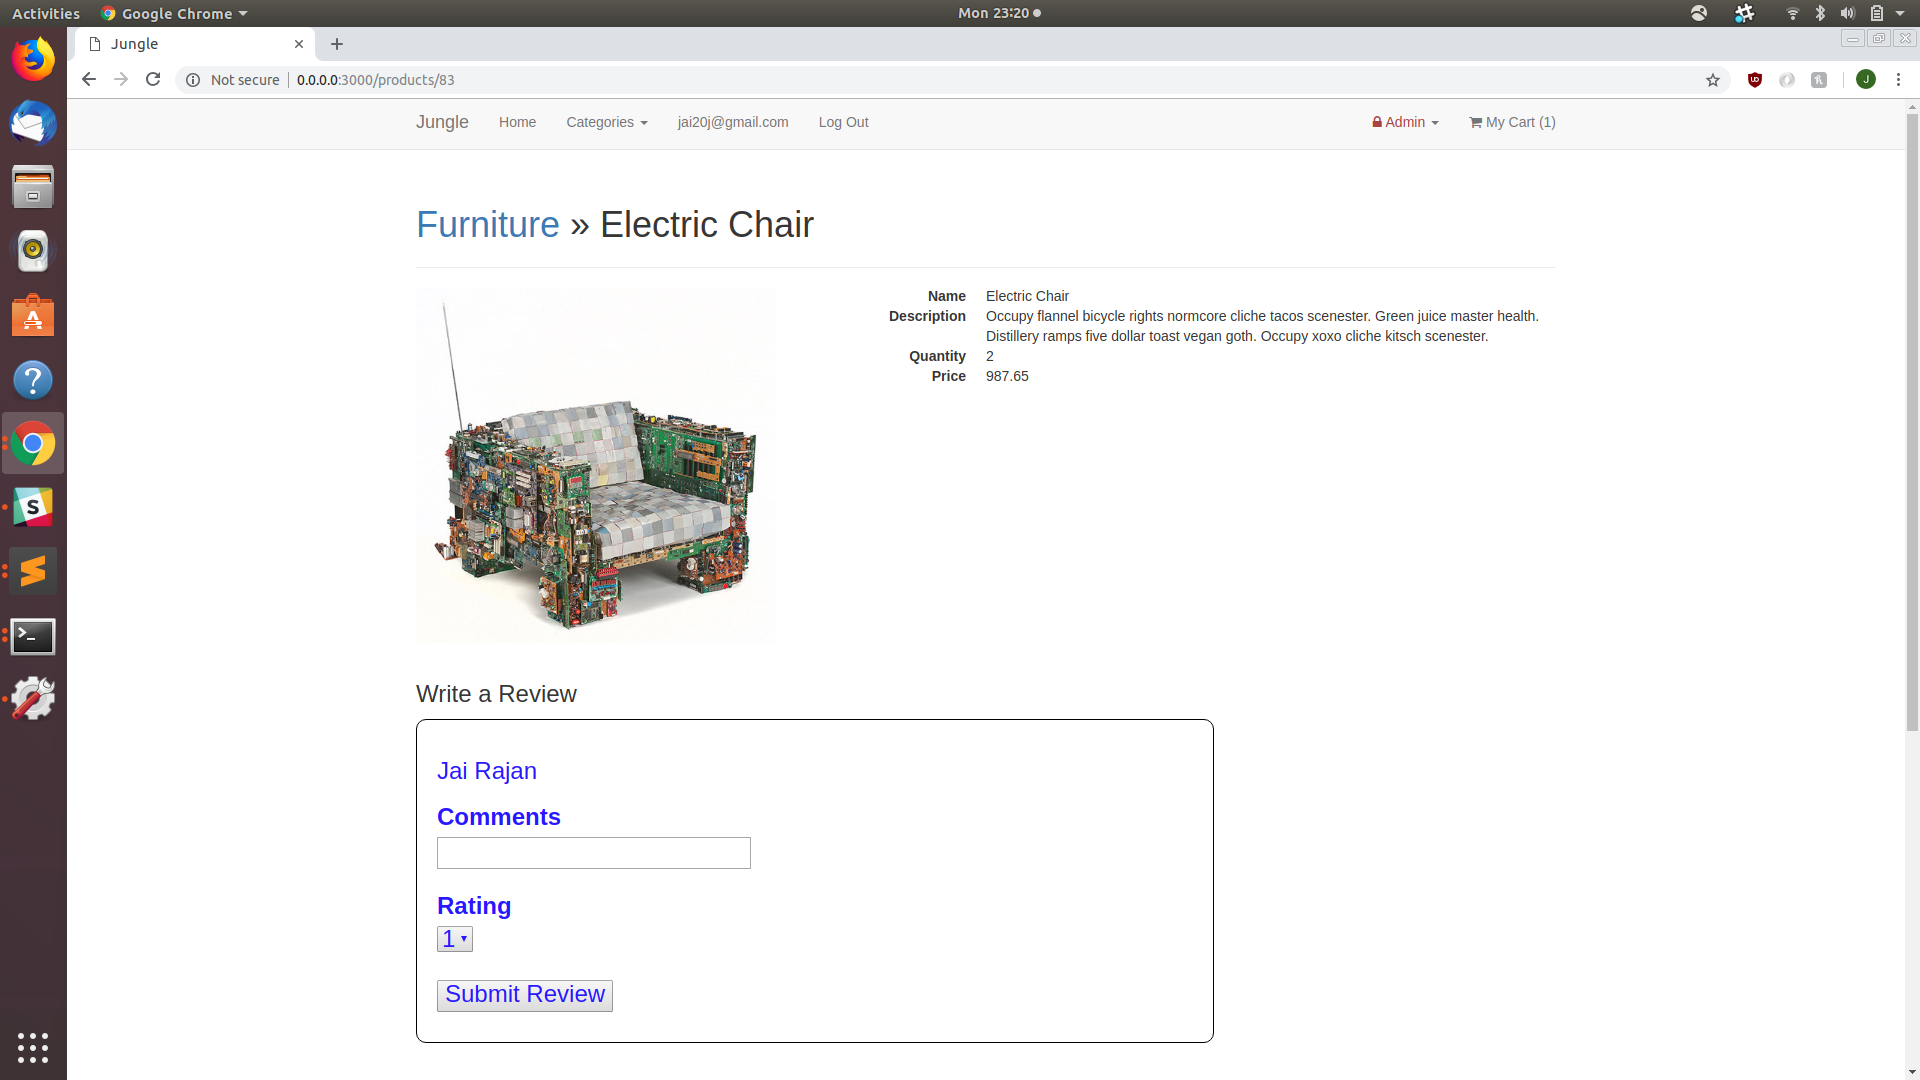 Activities
Google Chrome
Mon 23:20
Jungle
Not secure
0.0.0.0:3000/products/83
J
Jungle
Home
Categories
jai20j@gmail.com
Log Out
Admin
My Cart (1)
Furniture » Electric Chair
Name Electric Chair
Description Occupy flannel bicycle rights normcore cliche tacos scenester. Green juice master health.
Distillery ramps five dollar toast vegan goth. Occupy xoxo cliche kitsch scenester.
Quantity 2
Price 987.65
Write a Review
Jai Rajan
Comments
Rating
1
Submit Review